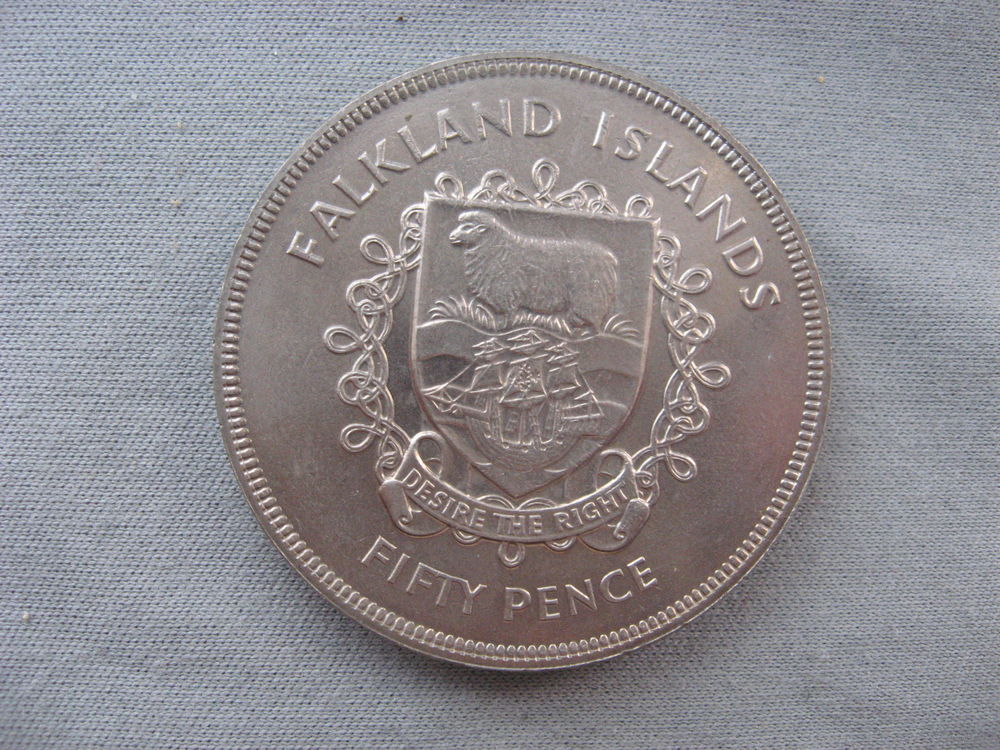 FALKLAND ISLANDS
DESIRE THE RIGHT
FIFTY PENCE